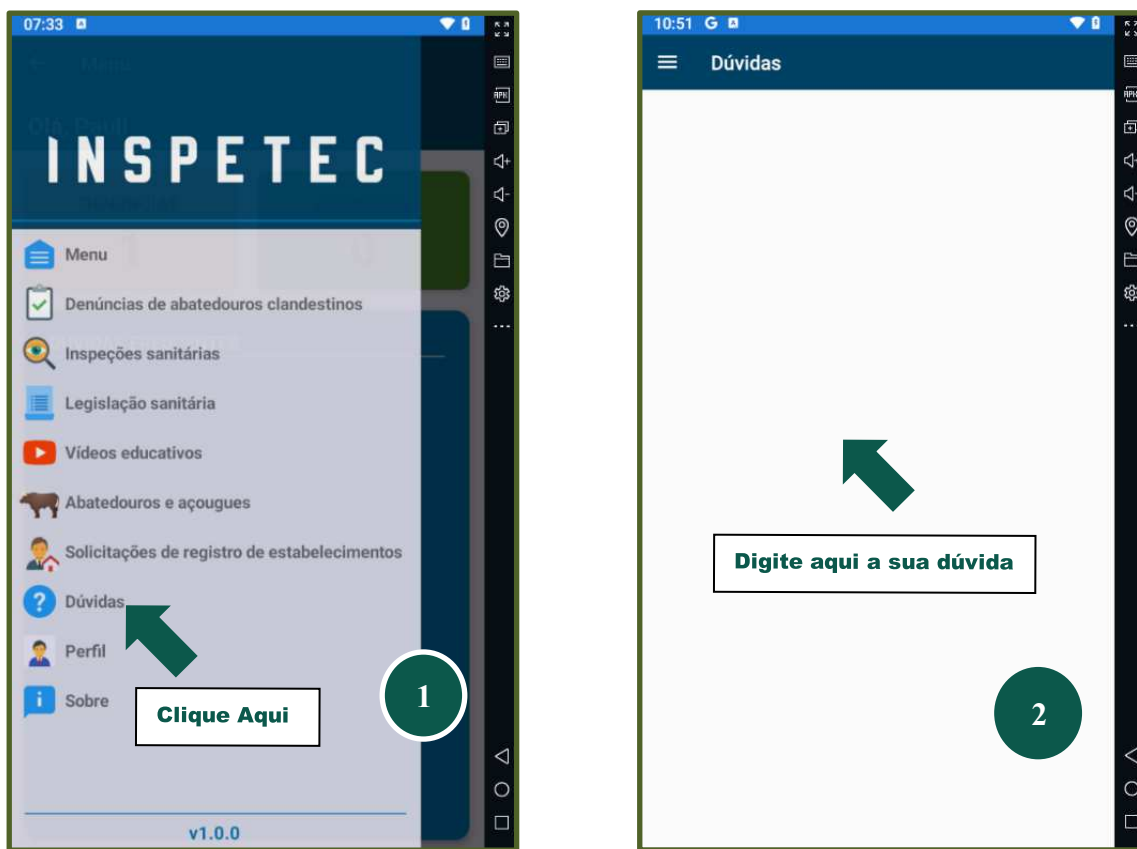 07:33
INSPETEC
Menu
Denúncias de abatedouros clandestinos
Inspeções sanitárias
Legislação sanitária
Vídeos educativos
Abatedouros e açougues
Solicitações de registro de estabelecimentos
Dúvidas
Perfil
Sobre
Clique Aqui
1
v1.0.0
10:51 G
Dúvidas
Digite aqui a sua dúvida
2